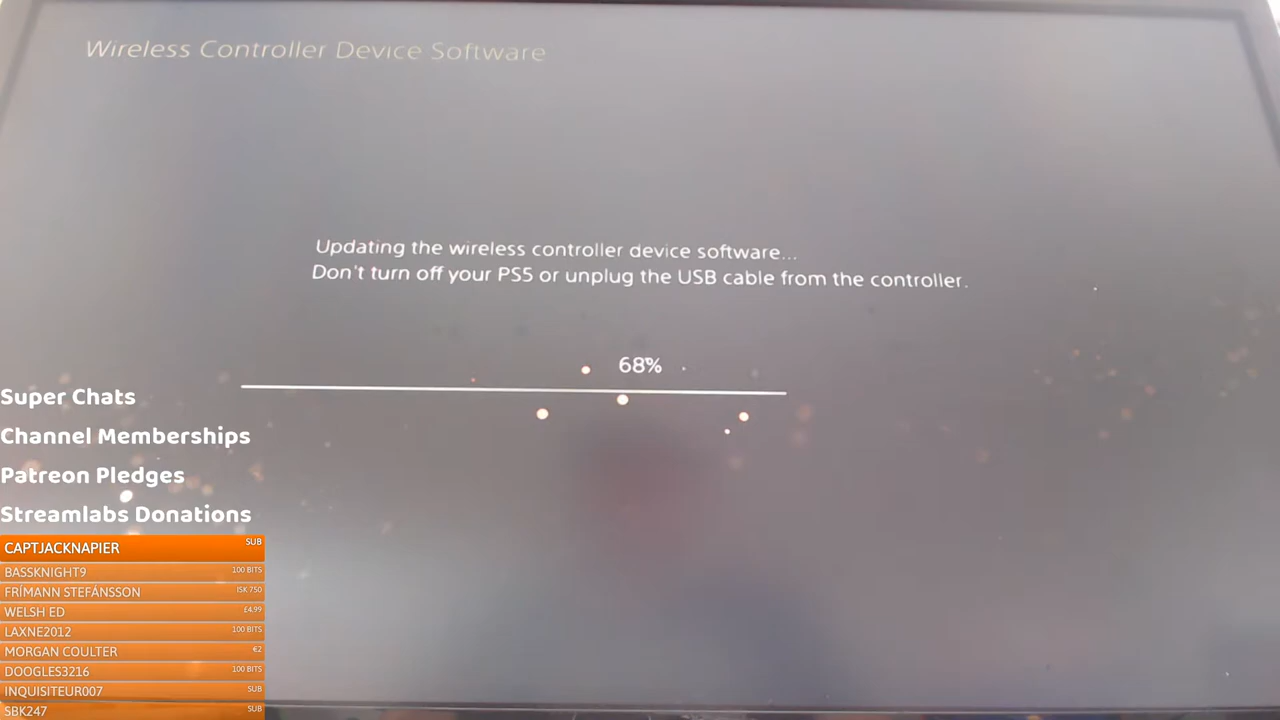 Wireless Controller Device Software
Updating the wireless controller device software...
Don't turn off your PS5 or unplug the USB cable from the controller.
68%
Super Chats
Channel Memberships
Patreon Pledges
Streamlabs Donations
CAPTJACKNAPIER SUB
BASSKNIGHT9 100 BITS
FRÍMANN STEFÁNSSON ISK 750
WELSH ED £4.99
LAXNE2012 100 BITS
MORGAN COULTER €2
DOOGLES3216 100 BITS
INQUISITEUR007 SUB
SBK247 SUB